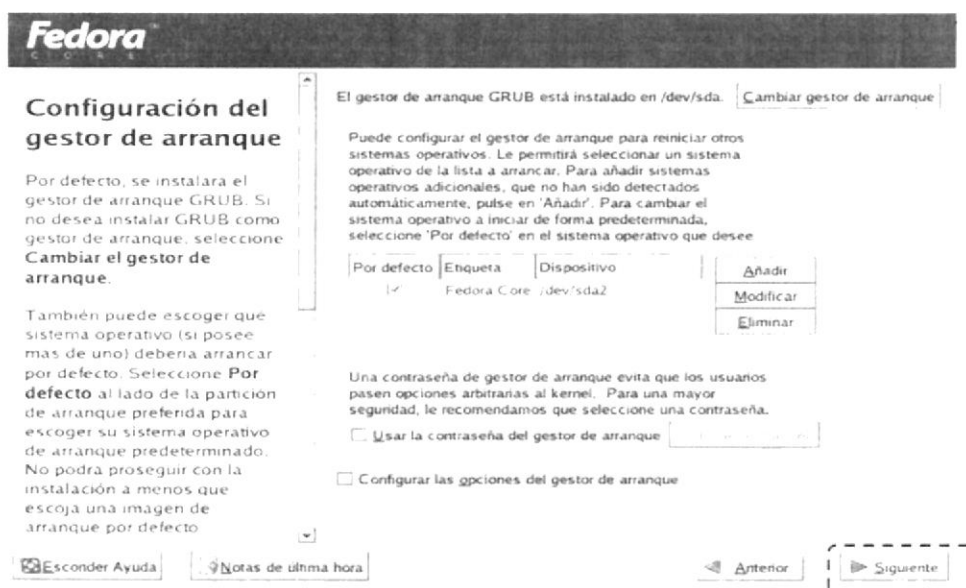 Fedora
C O R E
Configuración del
gestor de arranque
Por defecto, se instalara el
gestor de arranque GRUB. Si
no desea instalar GRUB como
gestor de arranque, seleccione
Cambiar el gestor de
arranque.
También puede escoger qué
sistema operativo (si posee
mas de uno) deberia arrancar
por defecto. Seleccione Por
defecto al lado de la partición
de arranque preferida para
escoger su sistema operativo
de arranque predeterminado.
No podra proseguir con la
instalación a menos que
escoja una imagen de
arranque por defecto
El gestor de arranque GRUB está instalado en /dev/sda.
Cambiar gestor de arranque
Puede configurar el gestor de arranque para reiniciar otros
sistemas operativos. Le permitirá seleccionar un sistema
operativo de la lista a arrancar. Para añadir sistemas
operativos adicionales, que no han sido detectados
automáticamente, pulse en 'Añadir'. Para cambiar el
sistema operativo a iniciar de forma predeterminada,
seleccione 'Por defecto' en el sistema operativo que desee
Por defecto Etiqueta Dispositivo
Fedora Core /dev/sda2
Añadir
Modificar
Eliminar
Una contraseña de gestor de arranque evita que los usuarios
pasen opciones arbitrarias al kernel. Para una mayor
seguridad, le recomendamos que seleccione una contraseña.
Usar la contraseña del gestor de arranque
Configurar las opciones del gestor de arranque
Esconder Ayuda
Notas de última hora
Anterior
Siguiente